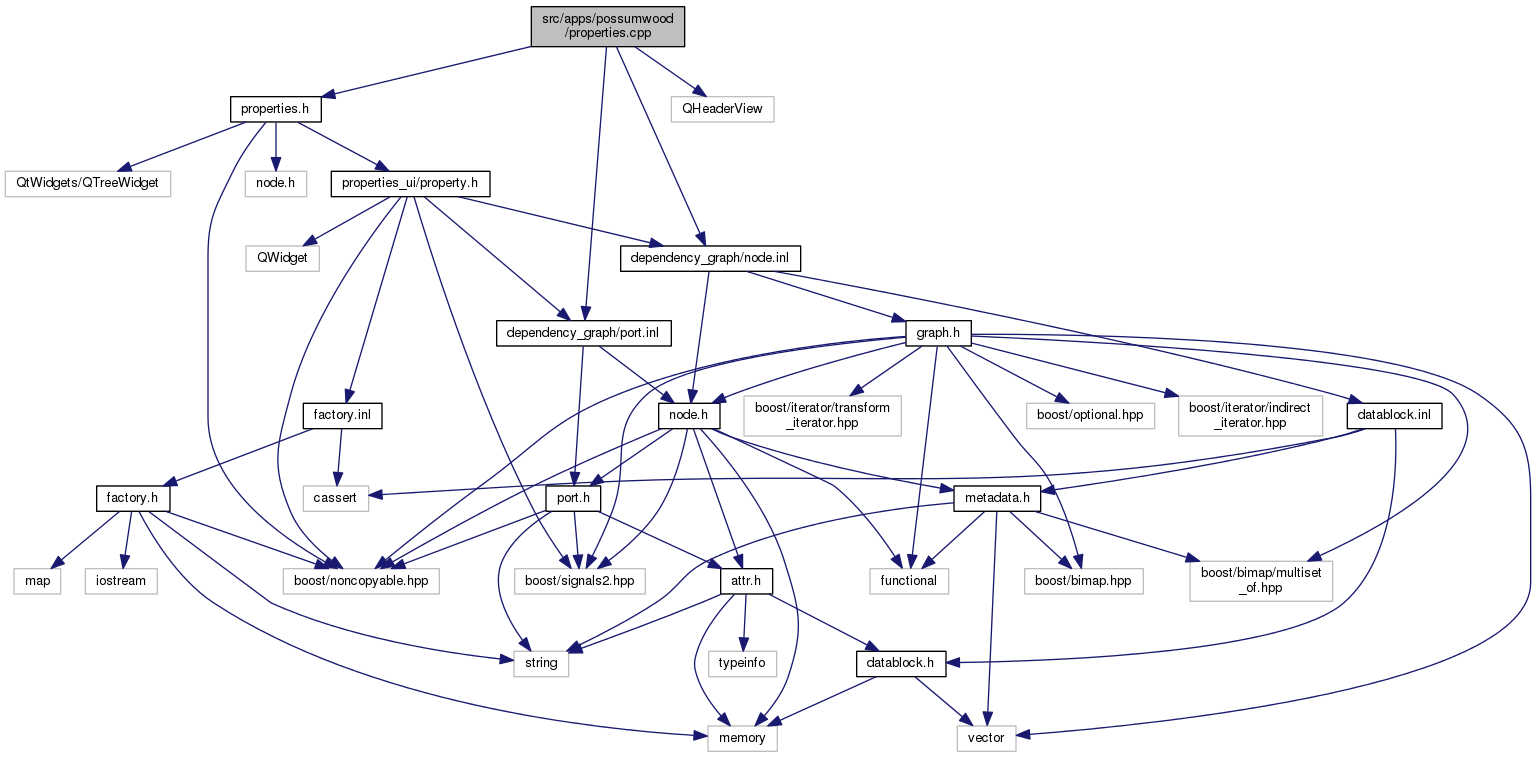 src/apps/possumwood
/properties.cpp
properties.h
QHeaderView
QtWidgets/QTreeWidget
node.h
properties_ui/property.h
QWidget
dependency_graph/node.inl
dependency_graph/port.inl
graph.h
factory.inl
node.h
boost/iterator/transform
_iterator.hpp
boost/optional.hpp
boost/iterator/indirect
_iterator.hpp
datablock.inl
factory.h
cassert
port.h
metadata.h
map
iostream
boost/noncopyable.hpp
boost/signals2.hpp
attr.h
functional
boost/bimap.hpp
boost/bimap/multiset
_of.hpp
string
typeinfo
datablock.h
memory
vector